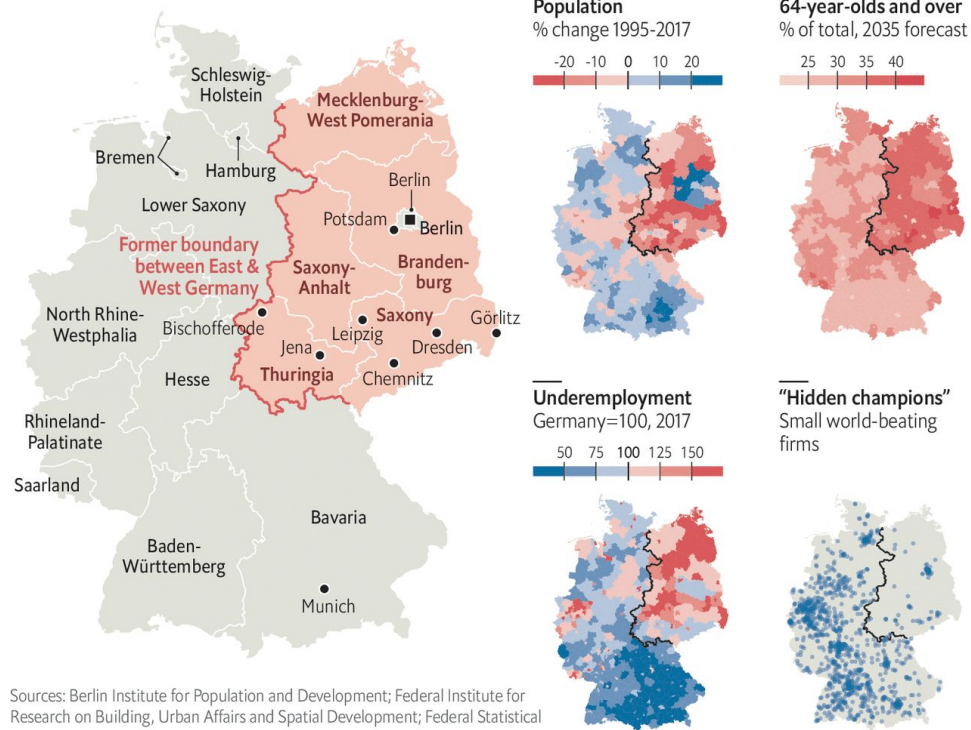 Schleswig-
Holstein
Mecklenburg-
West Pomerania
Bremen
Hamburg
Berlin
Lower Saxony
Potsdam
Berlin
Former boundary
between East &
West Germany
Saxony-
Anhalt
Branden-
burg
North Rhine-
Westphalia
Bischofferode
Saxony
Görlitz
Leipzig
Dresden
Jena
Thuringia
Chemnitz
Hesse
Rhineland-
Palatinate
Saarland
Bavaria
Baden-
Württemberg
Munich
Population
% change 1995-2017
-20 -10 0 10 20
64-year-olds and over
% of total, 2035 forecast
25 30 35 40
Underemployment
Germany=100, 2017
50 75 100 125 150
“Hidden champions”
Small world-beating
firms
Sources: Berlin Institute for Population and Development; Federal Institute for
Research on Building, Urban Affairs and Spatial Development; Federal Statistical